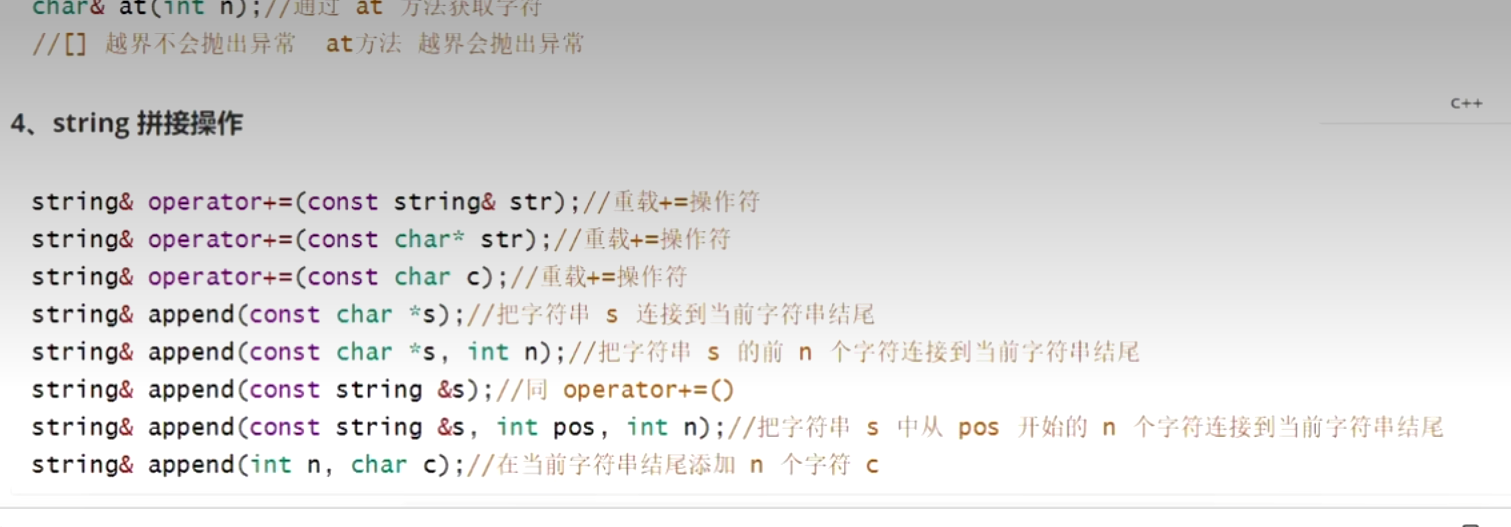 char& at(int n);//通过 at 方法获取字符
//[] 越界不会抛出异常  at方法 越界会抛出异常
C++
4、string 拼接操作
string& operator+=(const string& str);//重载+=操作符
string& operator+=(const char* str);//重载+=操作符
string& operator+=(const char c);//重载+=操作符
string& append(const char *s);//把字符串 s 连接到当前字符串结尾
string& append(const char *s, int n);//把字符串 s 的前 n 个字符连接到当前字符串结尾
string& append(const string &s);//同 operator+=()
string& append(const string &s, int pos, int n);//把字符串 s 中从 pos 开始的 n 个字符连接到当前字符串结尾
string& append(int n, char c);//在当前字符串结尾添加 n 个字符 c